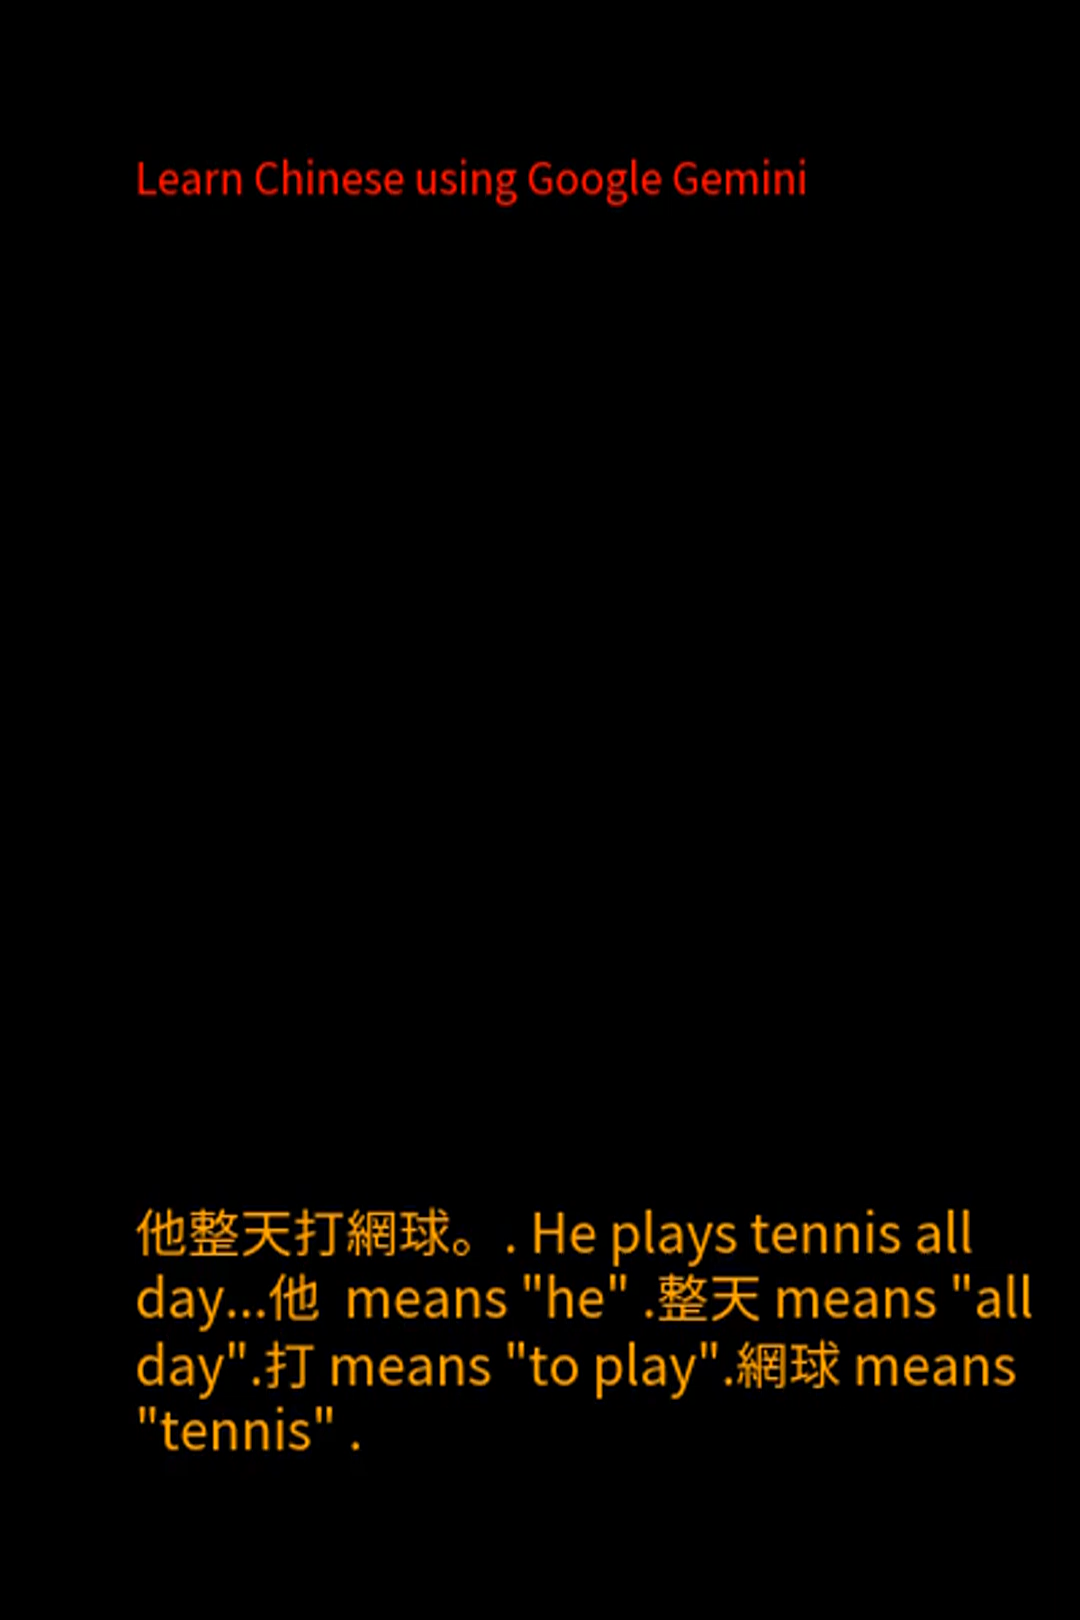 Learn Chinese using Google Gemini
他整天打網球。 . He plays tennis all
day...他  means "he" .整天 means "all
day".打 means "to play".網球 means
"tennis" .